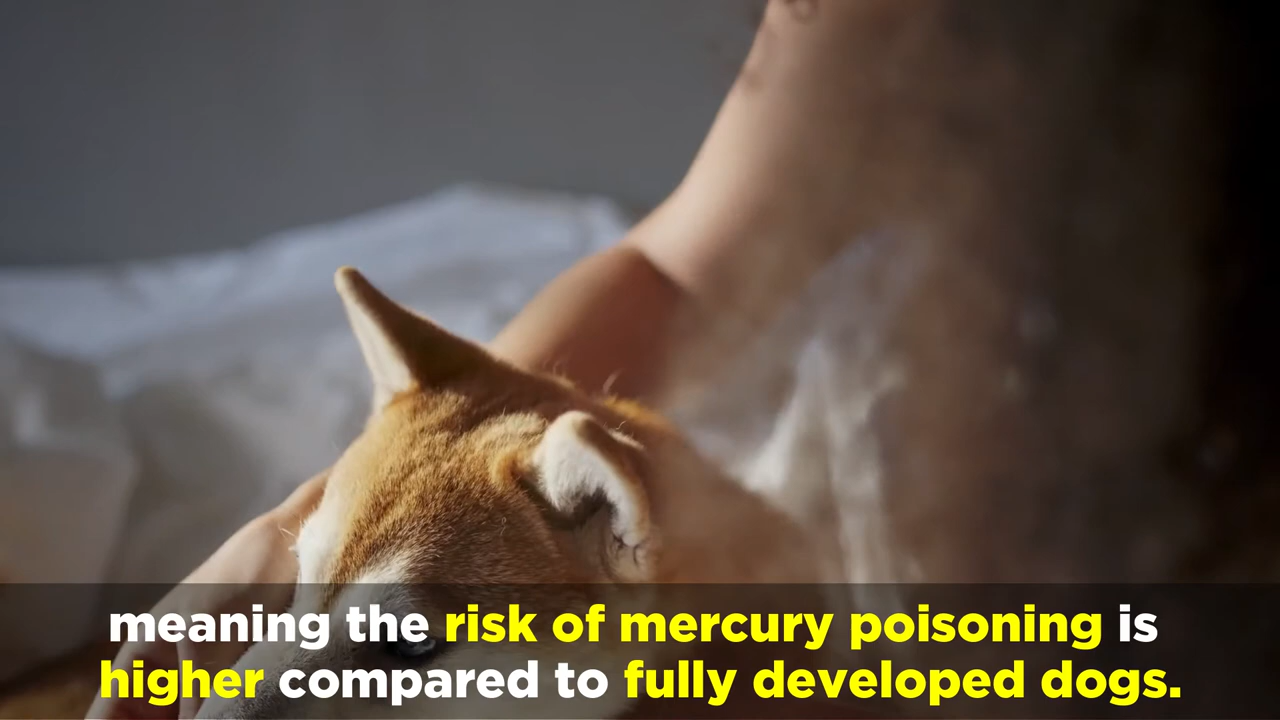 meaning the risk of mercury poisoning is
higher compared to fully developed dogs.